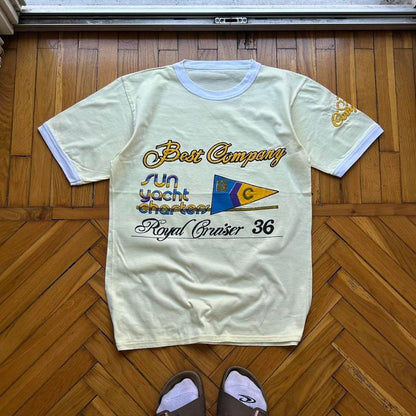 Best Company
sun
yacht
charters
B
C
Royal Cruiser 36